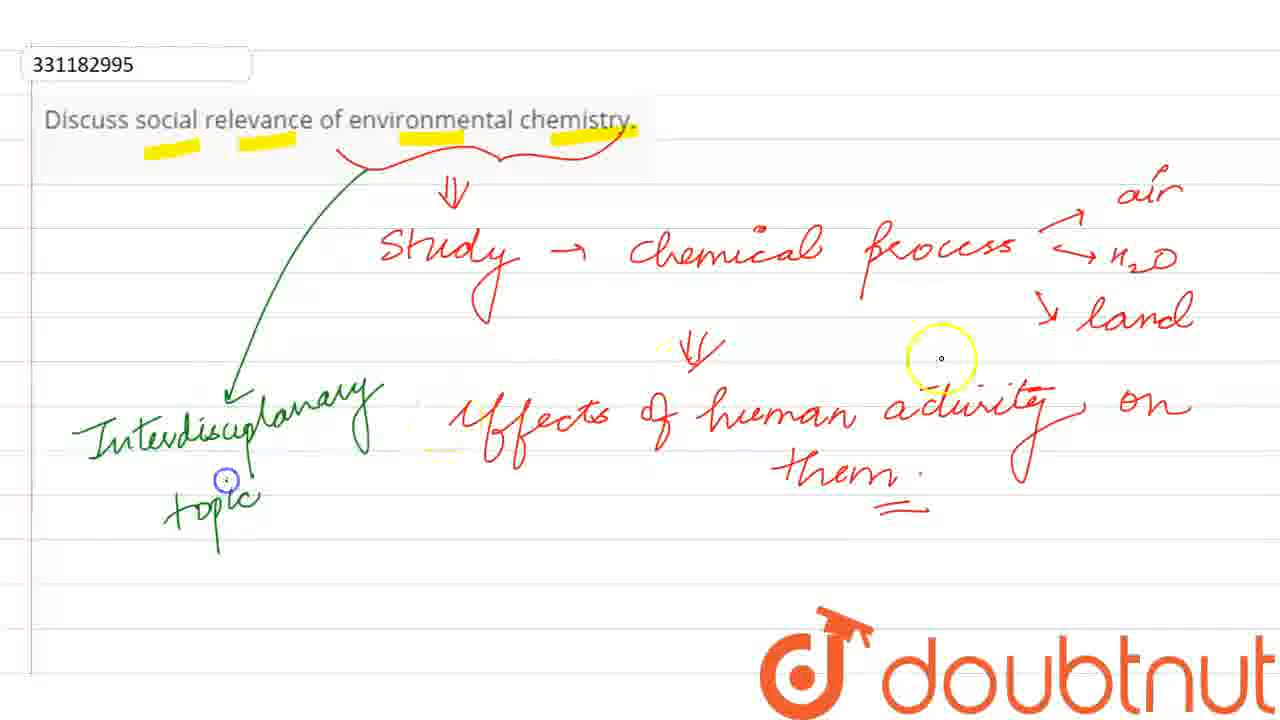 331182995
Discuss social relevance of environmental chemistry.
Study → chemical process
air
H₂O
land
Effects of human activity on
them.
Interdisciplanary
topic
doubtnut